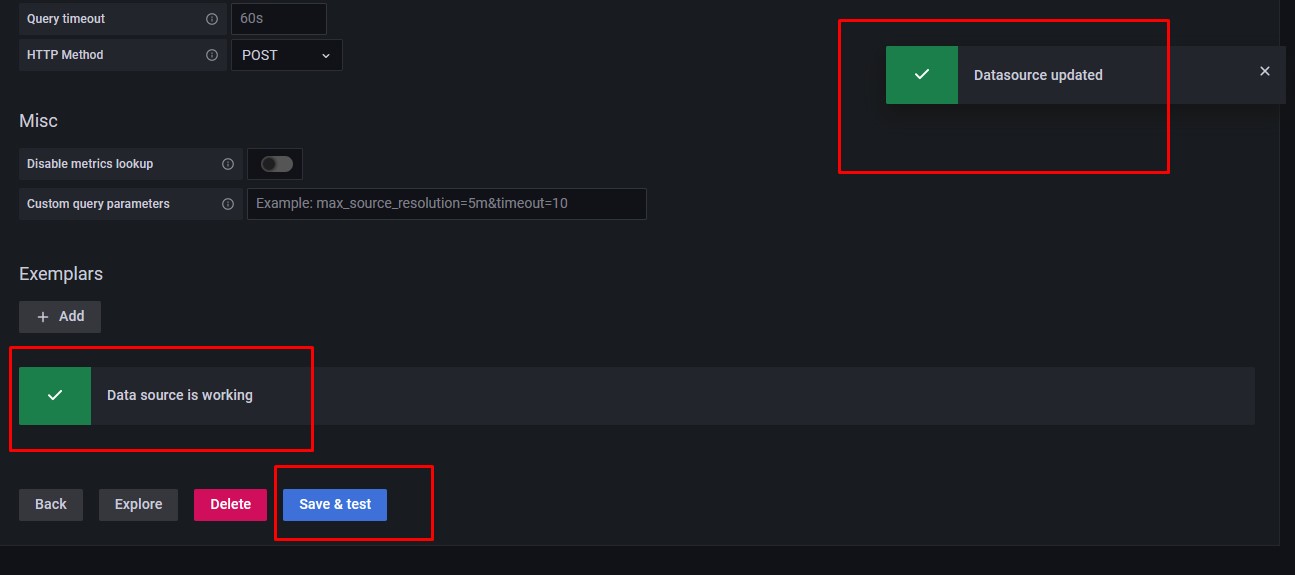 Query timeout
60s
HTTP Method
POST
Datasource updated
Misc
Disable metrics lookup
Custom query parameters
Example: max_source_resolution=5m&timeout=10
Exemplars
Add
Data source is working
Back
Explore
Delete
Save & test